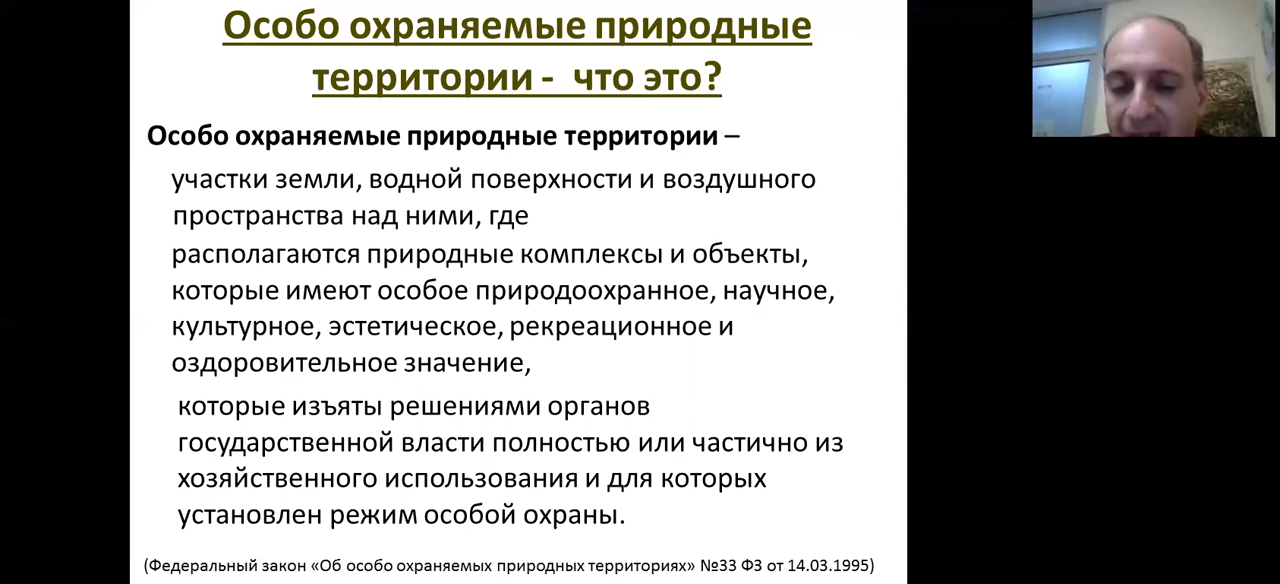 Особо охраняемые природные
территории - что это?
Особо охраняемые природные территории –
участки земли, водной поверхности и воздушного
пространства над ними, где
располагаются природные комплексы и объекты,
которые имеют особое природоохранное, научное,
культурное, эстетическое, рекреационное и
оздоровительное значение,
которые изъяты решениями органов
государственной власти полностью или частично из
хозяйственного использования и для которых
установлен режим особой охраны.
(Федеральный закон «Об особо охраняемых природных территориях» №33 ФЗ от 14.03.1995)